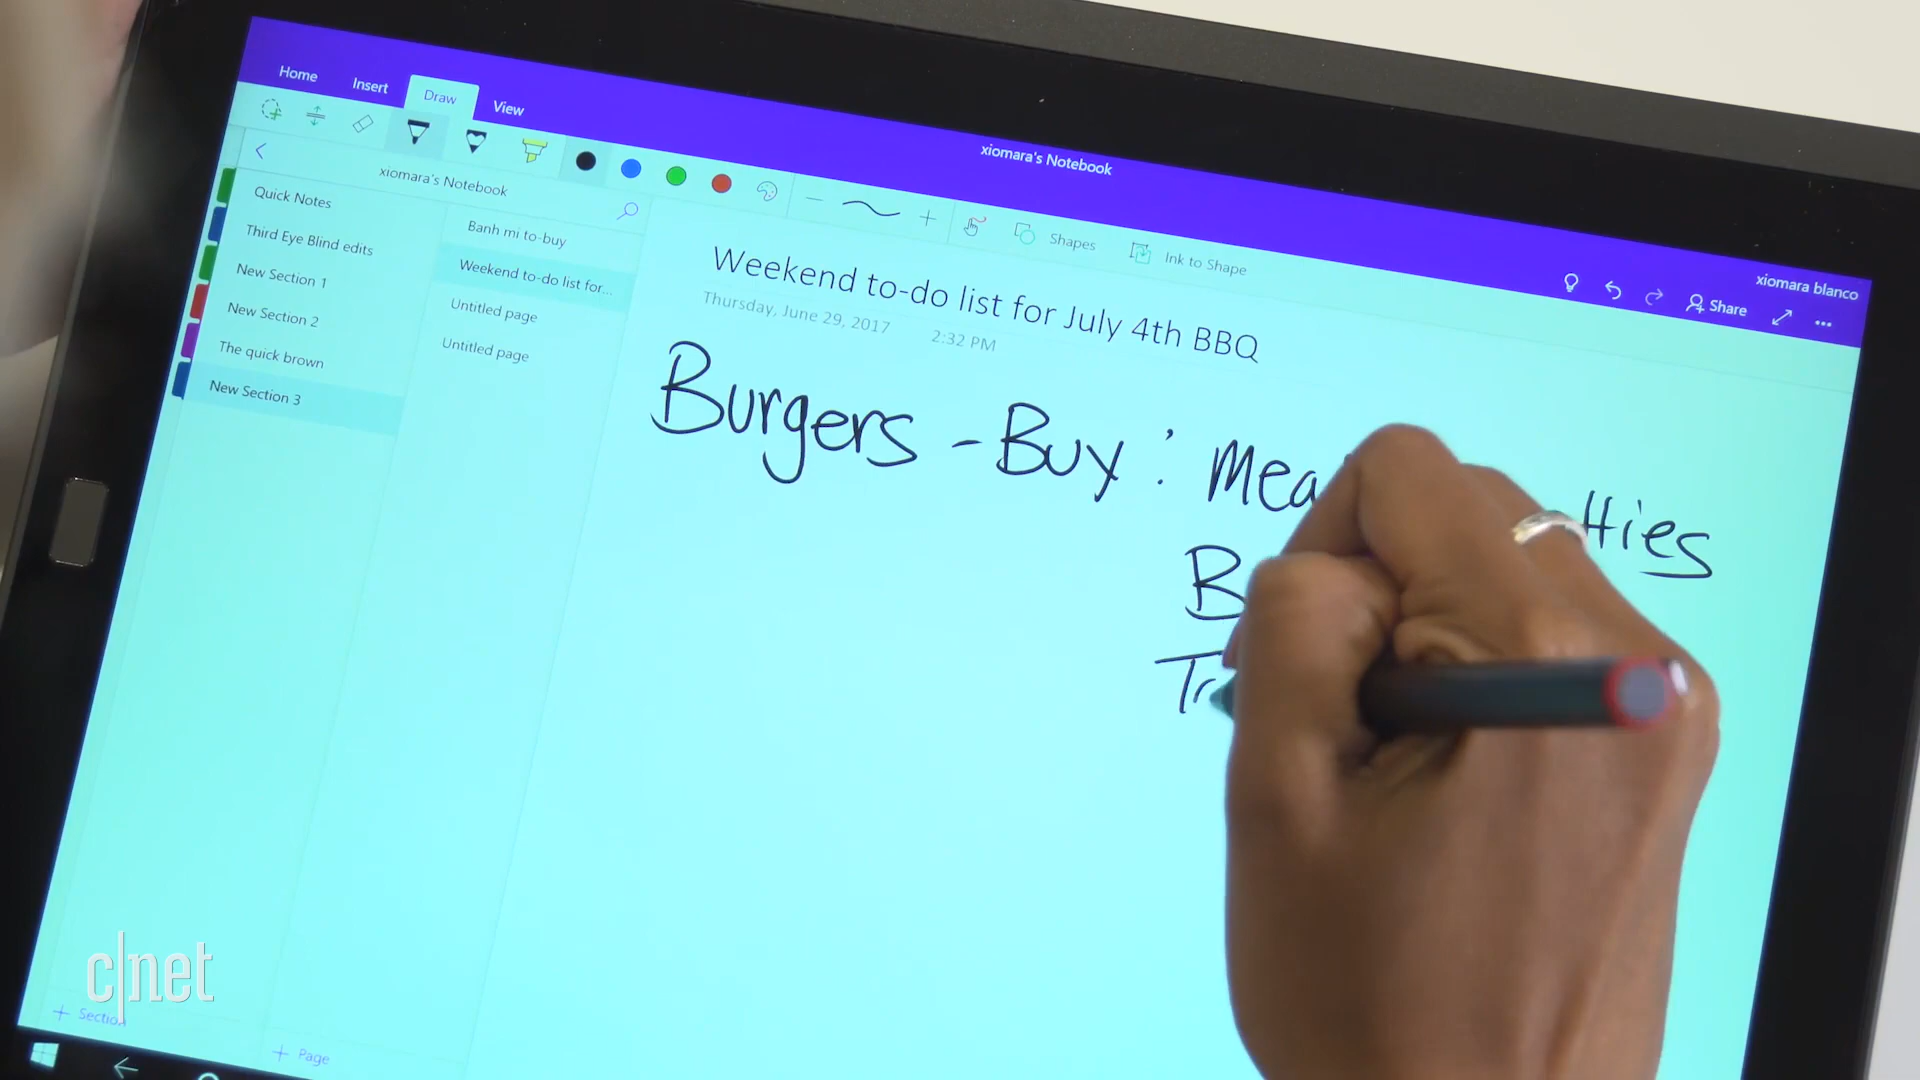 Home Insert Draw View
xiomara's Notebook
xiomara blanco
Shapes Ink to Shape
Share
xiomara's Notebook
Quick Notes
Third Eye Blind edits
New Section 1
New Section 2
The quick brown
New Section 3
Banh mi to-buy
Weekend to-do list for...
Untitled page
Untitled page
Weekend to-do list for July 4th BBQ
Thursday, June 29, 2017 2:32 PM
Burgers - Buy :
+ Section
+ Page
c|net